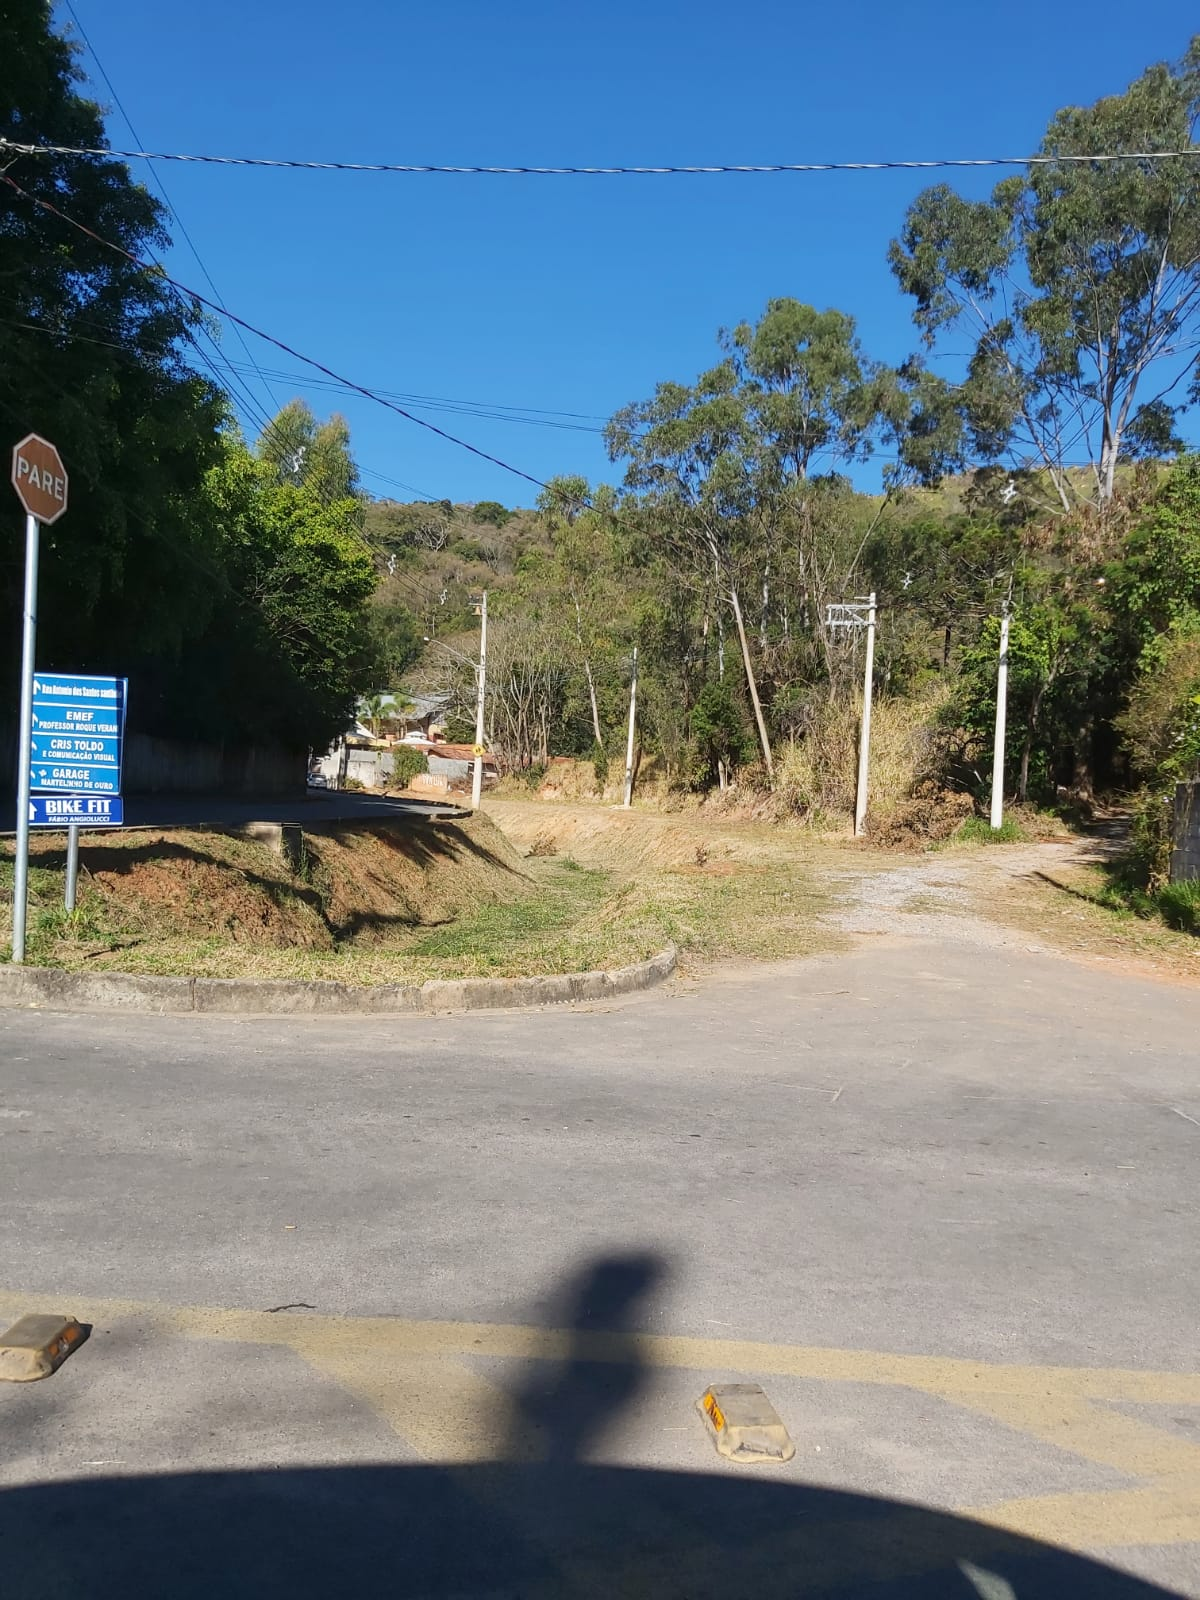 PARE
Rua Antonio dos Santos
EMEF
PROFESSOR ROQUE VERANI
CRIS TOLDO
E COMUNICAÇÃO VISUAL
GARAGE
MARTELINHO DE OURO
BIKE FIT
FÁBIO ANGIOLUCCI